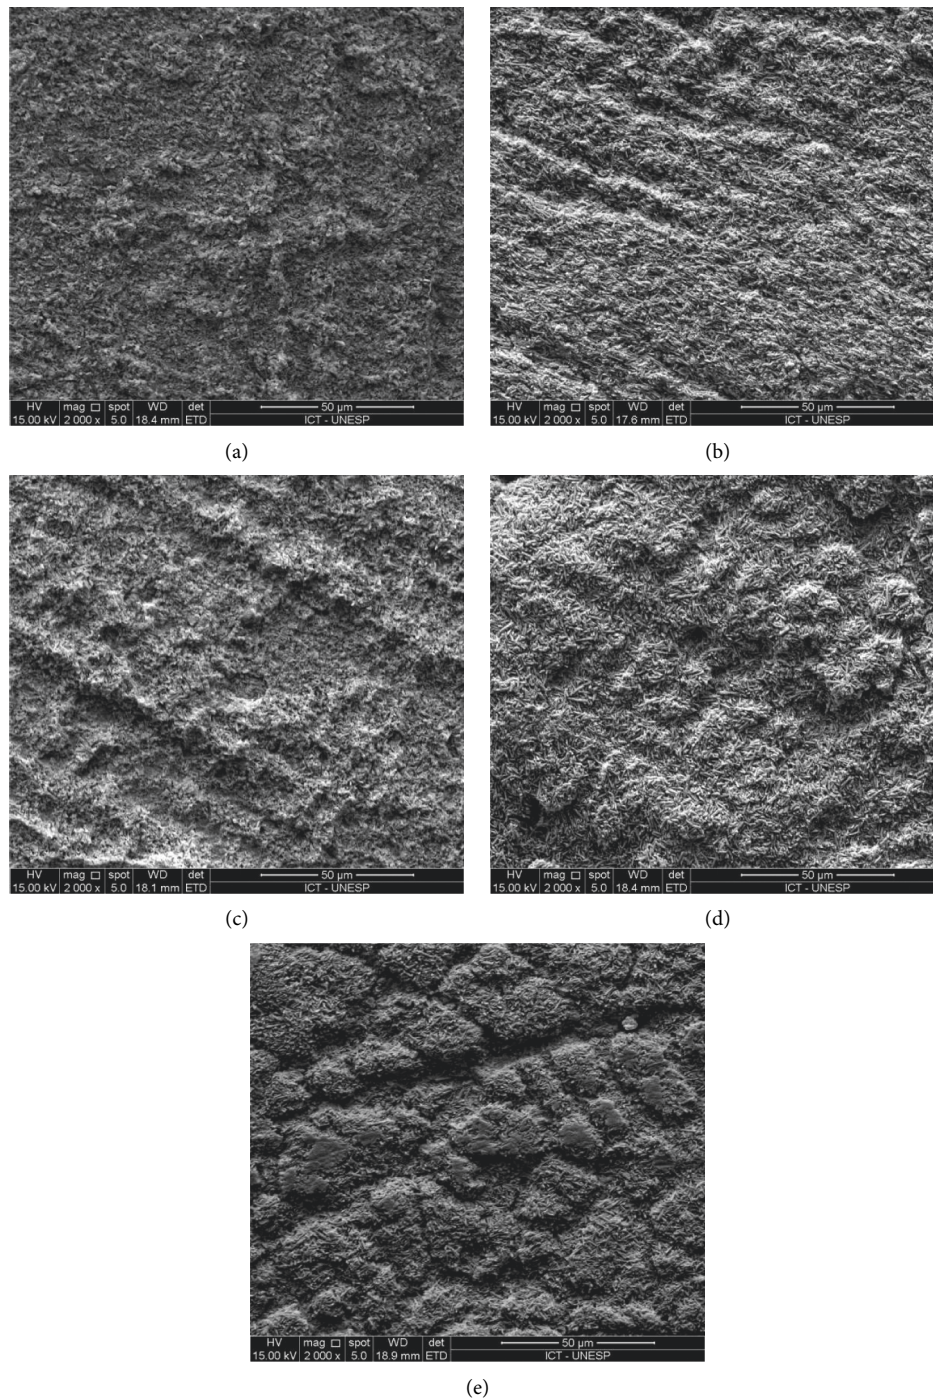 HV mag spot WD det 50 µm
15.00 kV 2 000 x 5.0 18.4 mm ETD ICT - UNESP
(a)
HV mag spot WD det 50 µm
15.00 kV 2 000 x 5.0 17.6 mm ETD ICT - UNESP
(b)
HV mag spot WD det 50 µm
15.00 kV 2 000 x 5.0 18.1 mm ETD ICT - UNESP
(c)
HV mag spot WD det 50 µm
15.00 kV 2 000 x 5.0 18.4 mm ETD ICT - UNESP
(d)
HV mag spot WD det 50 µm
15.00 kV 2 000 x 5.0 18.9 mm ETD ICT - UNESP
(e)